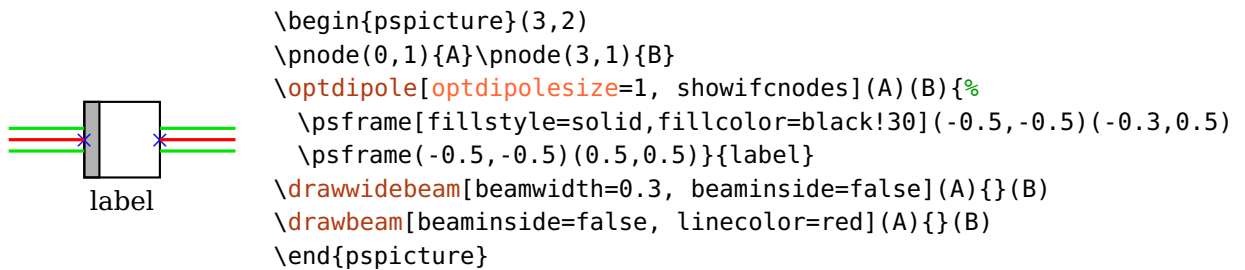 \begin{pspicture}(3,2)
\pnode(0,1){A}\pnode(3,1){B}
\optdipole[optdipolesize=1, showifcnodes](A)(B){%
\psframe[fillstyle=solid,fillcolor=black!30](-0.5,-0.5)(-0.3,0.5)
\psframe(-0.5,-0.5)(0.5,0.5)}{label}
\drawwidebeam[beamwidth=0.3, beaminside=false](A){}(B)
\drawbeam[beaminside=false, linecolor=red](A){}(B)
\end{pspicture}
label